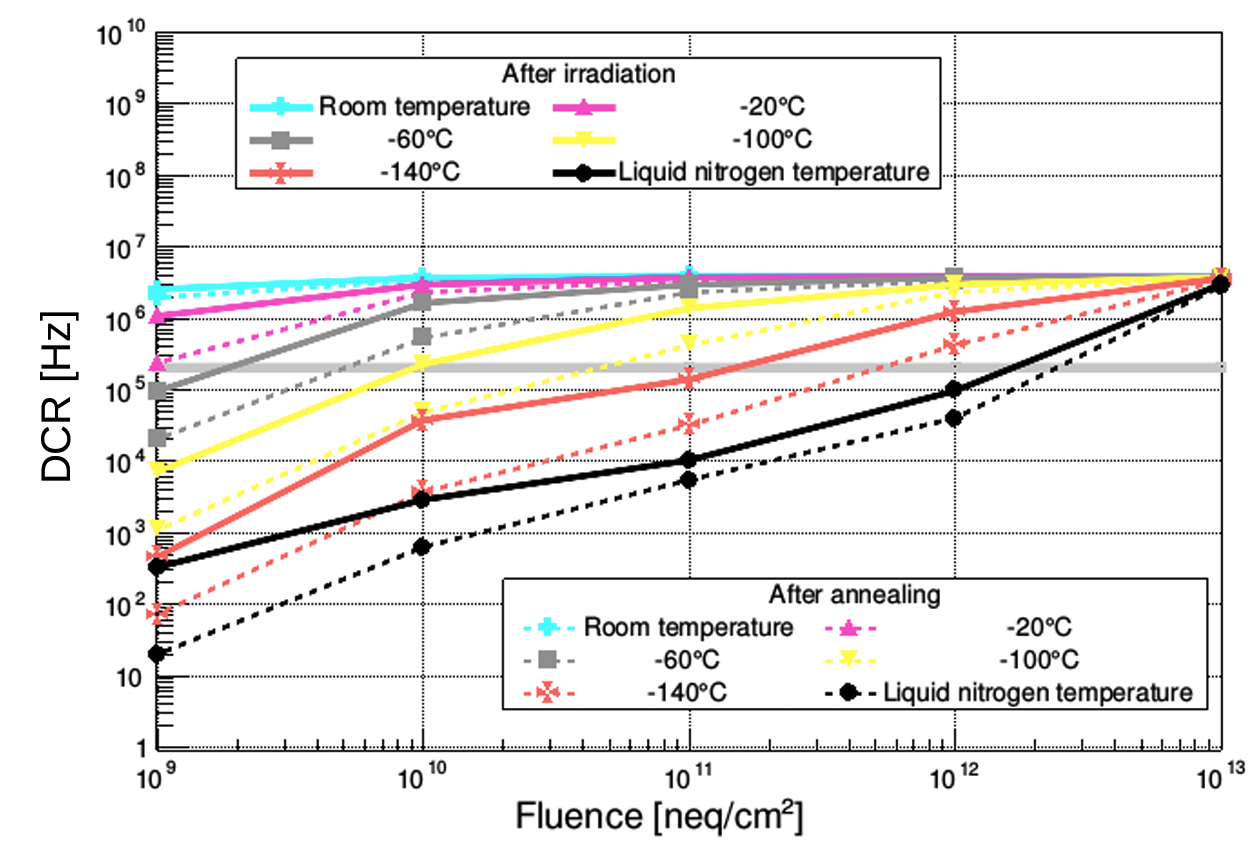 10^10
10^9
10^8
10^7
10^6
10^5
10^4
10^3
10^2
10
1
DCR [Hz]
After irradiation
Room temperature -20°C
-60°C -100°C
-140°C Liquid nitrogen temperature
After annealing
Room temperature -20°C
-60°C -100°C
-140°C Liquid nitrogen temperature
10^9 10^10 10^11 10^12 10^13
Fluence [neq/cm²]